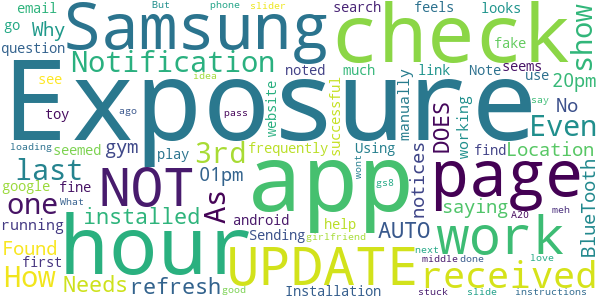 email
But phone slider
search
feels
looks
go
Why
Samsung
check
show
question
Notification
noted
much
link
fake
Note
seems
use
20pm
see
idea
Exposure
toy
ago
pass
website
successful
manually
DOES
working
No
say
Even
loading
seemed
gym
play
3rd
frequently
Using
find
Location
google
fine
What
01pm
wont
gs8
last
NOT
As
app
notices
page
BlueTooth
one
installed
android
help
saying
A20
meh
running
Sending
girlfriend
AUTO
Found
first
hour
UPDATE
work
next
love
How
Needs
refresh
Installation
received
middle
done
good
stuck
slide
instructions